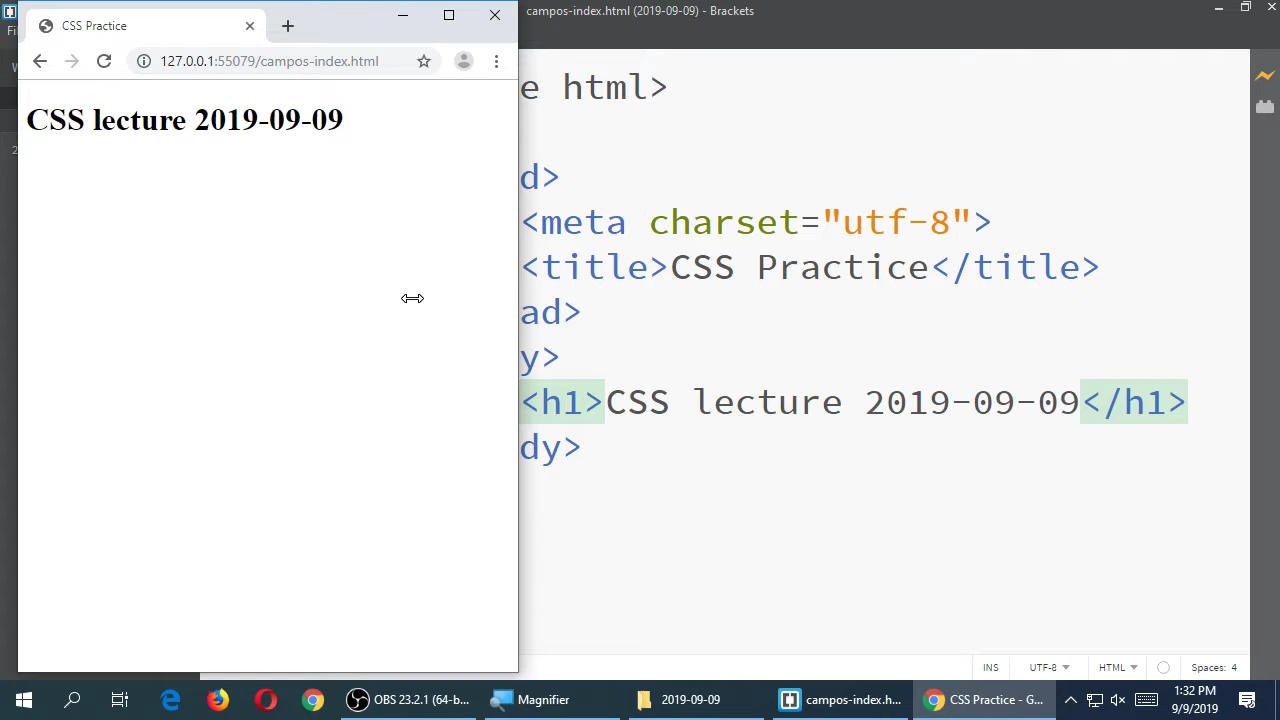 campos-index.html (2019-09-09) - Brackets
CSS Practice
127.0.0.1:55079/campos-index.html
CSS lecture 2019-09-09
e html>
d>
<meta charset="utf-8">
<title>CSS Practice</title>
ad>
y>
<h1>CSS lecture 2019-09-09</h1>
dy>
INS UTF-8 HTML Spaces: 4
OBS 23.2.1 (64-b... Magnifier 2019-09-09 campos-index.h... CSS Practice - G... 1:32 PM
9/9/2019